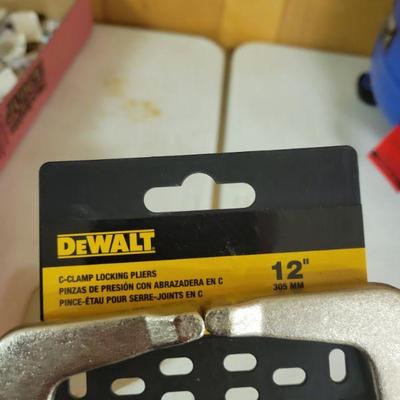 DEWALT
C-CLAMP LOCKING PLIERS
PINZAS DE PRESIÓN CON ABRAZADERA EN C
PINCE-ÉTAU POUR SERRE-JOINTS EN C
12"
305 MM